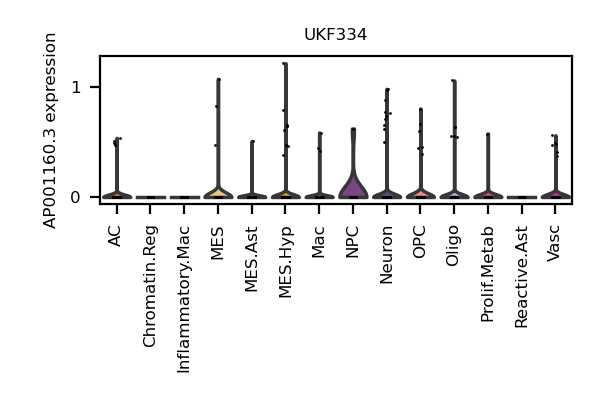 UKF334
AP001160.3 expression
1
0
AC
Chromatin.Reg
Inflammatory.Mac
MES
MES.Ast
MES.Hyp
Mac
NPC
Neuron
OPC
Oligo
Prolif.Metab
Reactive.Ast
Vasc